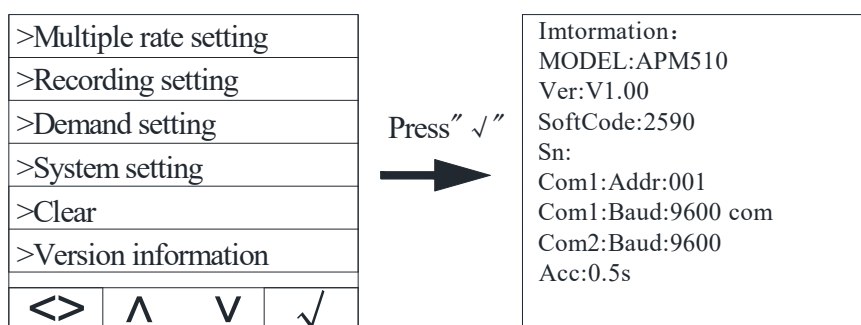 >Multiple rate setting
>Recording setting
>Demand setting
>System setting
>Clear
>Version information
<> ∧ ∨ √
Press″ √ ″
Imtormation：
MODEL:APM510
Ver:V1.00
SoftCode:2590
Sn:
Com1:Addr:001
Com1:Baud:9600 com
Com2:Baud:9600
Acc:0.5s